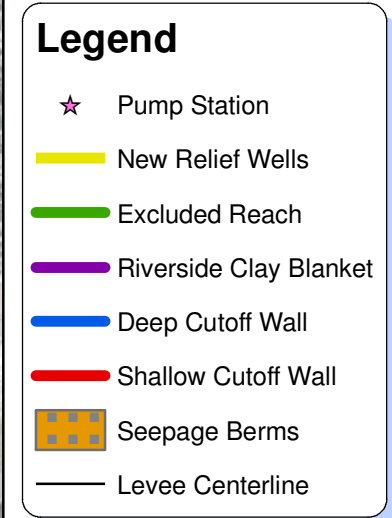 Legend
Pump Station
New Relief Wells
Excluded Reach
Riverside Clay Blanket
Deep Cutoff Wall
Shallow Cutoff Wall
Seepage Berms
Levee Centerline